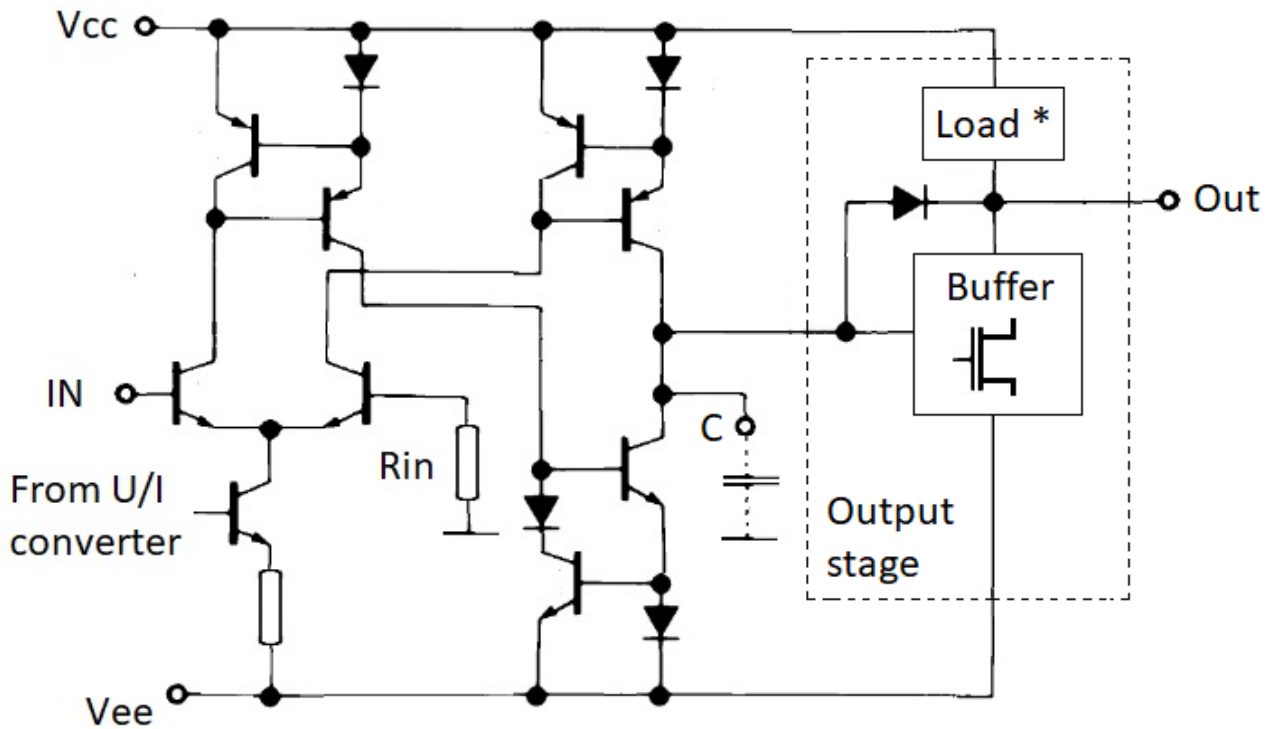 Vcc
Load *
Out
Buffer
IN
Rin
C
From U/I
converter
Output
stage
Vee